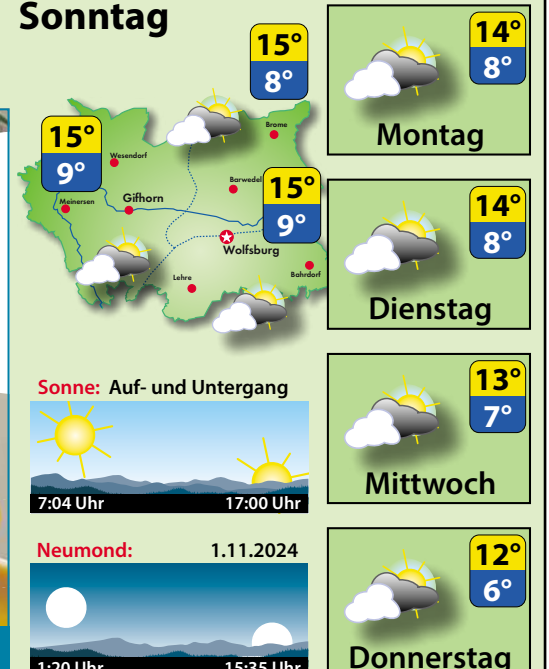 Sonntag
15°
8°
15°
9°
15°
9°
Brome
Wesendorf
Barwedel
Meinersen
Gifhorn
Wolfsburg
Lehre
Bahrdorf
Sonne: Auf- und Untergang
7:04 Uhr 17:00 Uhr
Neumond: 1.11.2024
1:20 Uhr 15:35 Uhr
14°
8°
Montag
14°
8°
Dienstag
13°
7°
Mittwoch
12°
6°
Donnerstag